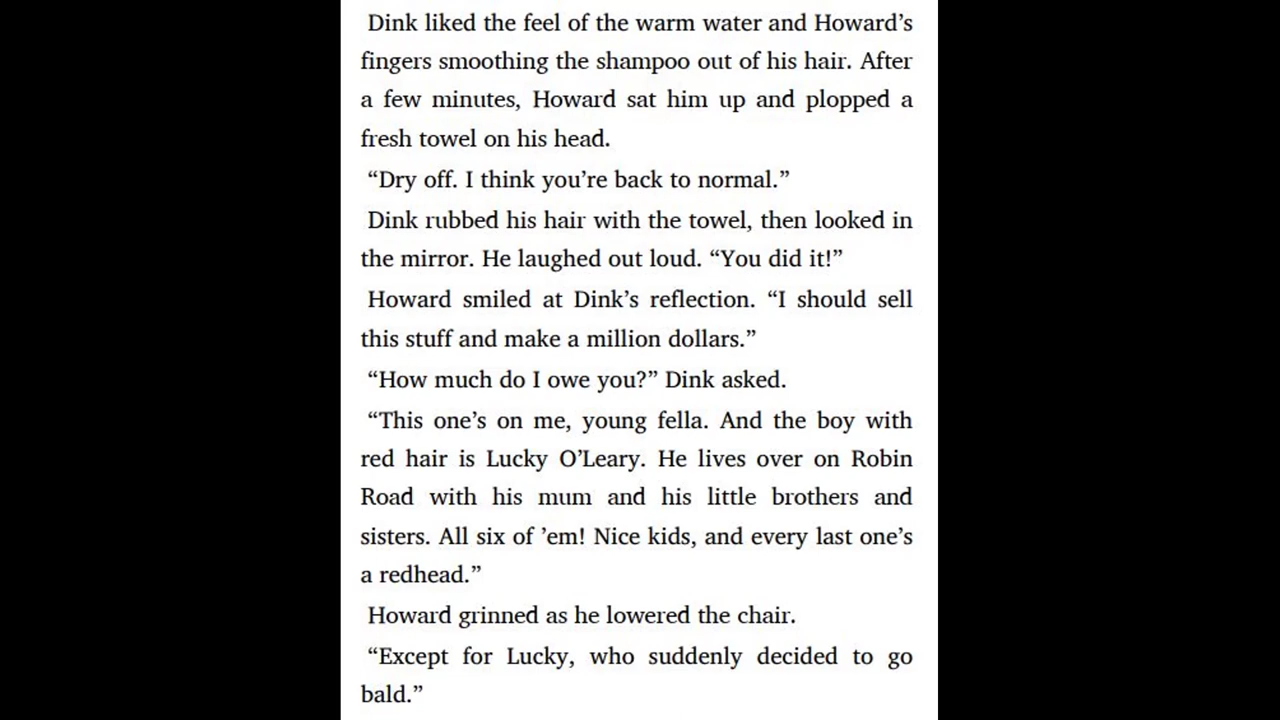 Dink liked the feel of the warm water and Howard’s
fingers smoothing the shampoo out of his hair. After
a few minutes, Howard sat him up and plopped a
fresh towel on his head.
“Dry off. I think you’re back to normal.”
Dink rubbed his hair with the towel, then looked in
the mirror. He laughed out loud. “You did it!”
Howard smiled at Dink’s reflection. “I should sell
this stuff and make a million dollars.”
“How much do I owe you?” Dink asked.
“This one’s on me, young fella. And the boy with
red hair is Lucky O’Leary. He lives over on Robin
Road with his mum and his little brothers and
sisters. All six of ’em! Nice kids, and every last one’s
a redhead.”
Howard grinned as he lowered the chair.
“Except for Lucky, who suddenly decided to go
bald.”